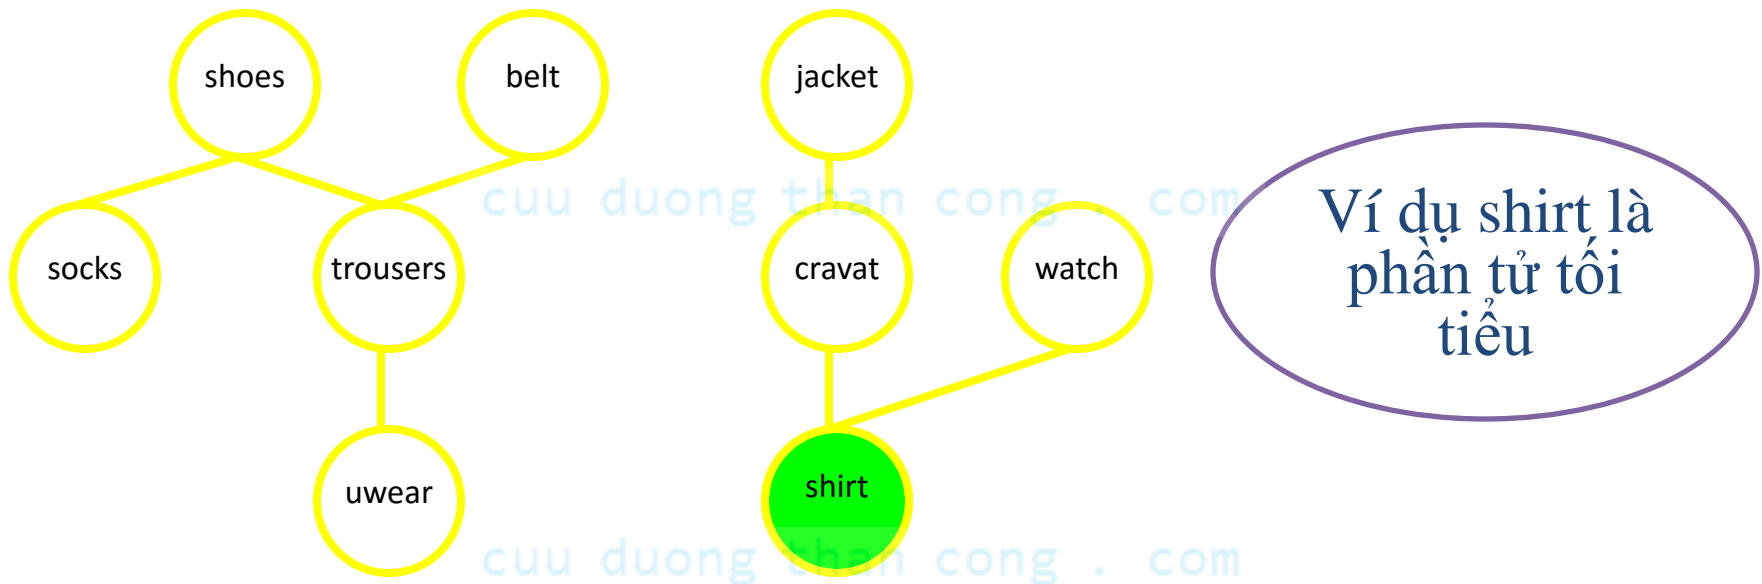 shoes belt jacket
cuu duong than cong . com
socks trousers cravat watch
Ví dụ shirt là
phần tử tối
tiểu
uwear shirt
cuu duong than cong . com